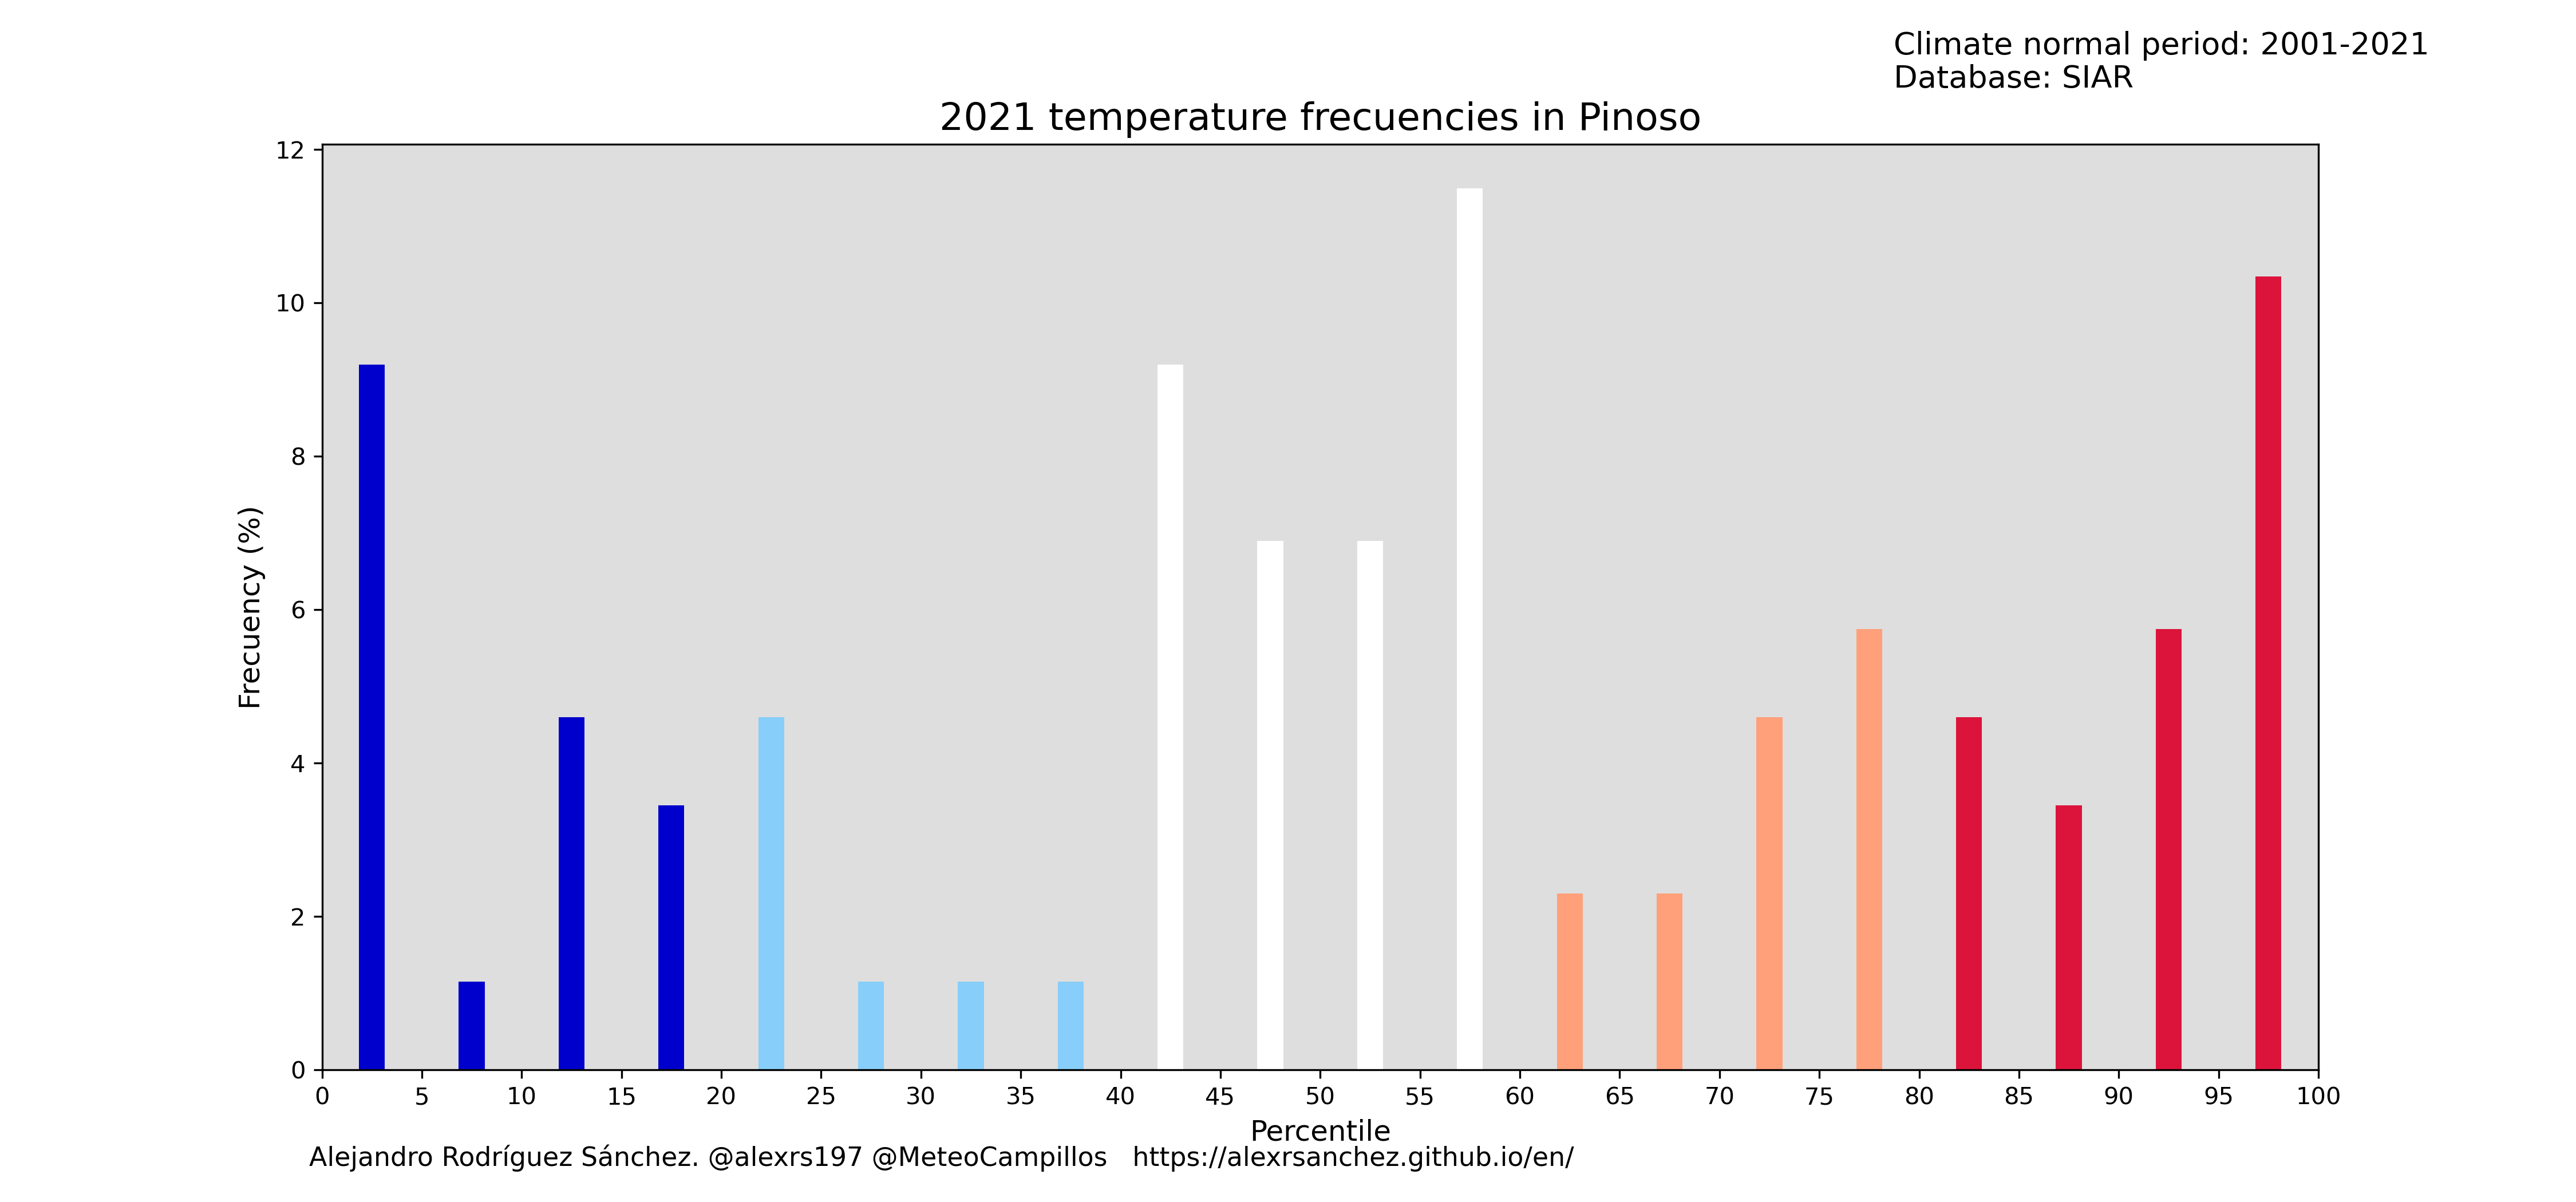 Climate normal period: 2001-2021
Database: SIAR
2021 temperature frecuencies in Pinoso
12
10
8
6
4
2
0
Frecuency (%)
0 5 10 15 20 25 30 35 40 45 50 55 60 65 70 75 80 85 90 95 100
Percentile
Alejandro Rodríguez Sánchez. @alexrs197 @MeteoCampillos https://alexrsanchez.github.io/en/